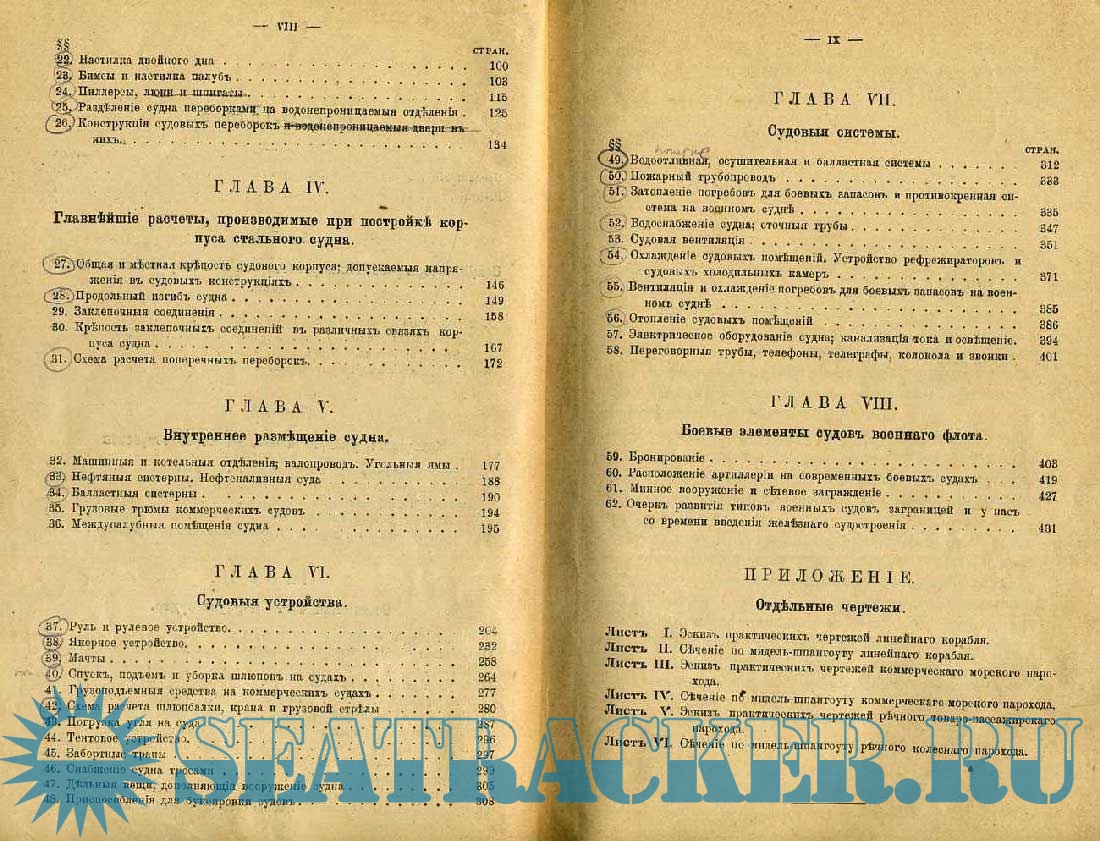 — VIII —
§§
СТРАН.
22. Настилка двойного дна . . . . . . . . . . 100
23. Бимсы и настилка палубъ . . . . . . . . . . 103
24. Пиллерсы, люки и шпигаты . . . . . . . . . . 115
25. Раздѣленіе судна переборками на водонепроницаемыя отдѣленія . 125
26. Конструкція судовыхъ переборокъ и водонепроницаемыя двери въ
нихъ . . . . . . . . . . 134
ГЛАВА IV.
Главнѣйшіе расчеты, производимые при постройкѣ кор-
пуса стального судна.
27. Общая и мѣстная крѣпость судового корпуса; допускаемыя напря-
женія въ судовыхъ конструкціяхъ . . . . . . . . . . 146
28. Продольный погибъ судна . . . . . . . . . . 149
29. Заклепочныя соединенія . . . . . . . . . . 158
30. Крѣпость заклепочныхъ соединеній въ различныхъ связяхъ кор-
пуса судна . . . . . . . . . . 167
31. Схема расчета поперечныхъ переборокъ. . . . . . . . . . 172
ГЛАВА V.
Внутреннее размѣщеніе судна.
32. Машинныя и котельныя отдѣленія; валопроводъ. Угольныя ямы . 177
33. Нефтяныя цистерны. Нефтеналивныя суда . . . . . . . . . . 188
34. Балластныя цистерны . . . . . . . . . . 190
35. Грузовые трюмы коммерческихъ судовъ . . . . . . . . . . 194
36. Междупалубныя помѣщенія судна . . . . . . . . . . 195
ГЛАВА VI.
Судовыя устройства.
37. Руль и рулевое устройство. . . . . . . . . . 204
38. Якорное устройство. . . . . . . . . . 232
39. Мачты . . . . . . . . . . 258
40. Спускъ, подъемъ и уборка шлюпокъ на судахъ . . . . . . 264
41. Грузоподъемныя средства на коммерческихъ судахъ . . . . . 277
42. Схема расчета шлюпбалки, крана и грузовой стрѣлы . . . . . 280
43. Погрузка угля на суда . . . . . . . . . . 287
44. Тентовое устройство. . . . . . . . . . 296
45. Забортные трапы . . . . . . . . . . 297
46. Снабженіе судна тросами . . . . . . . . . . 299
47. Дѣльныя вещи, дополняющія вооруженіе судна . . . . . . 305
48. Приспособленія для буксировки судовъ . . . . . . . . . . 308
— IX —
ГЛАВА VII.
Судовыя системы.
§§
СТРАН.
49. Водоотливная, осушительная и балластная системы . . . . . . 312
50. Пожарный трубопроводъ . . . . . . . . . . 333
51. Затопленіе погребовъ для боевыхъ запасовъ и противокренная си-
стема на военномъ суднѣ . . . . . . . . . . 335
52. Водоснабженіе судна; сточныя трубы . . . . . . . . . . 347
53. Судовая вентиляція . . . . . . . . . . 351
54. Охлажденіе судовыхъ помѣщеній. Устройство рефрежираторовъ и
судовыхъ холодильныхъ камеръ . . . . . . . . . . 371
55. Вентиляція и охлажденіе погребовъ для боевыхъ запасовъ на воен-
номъ суднѣ . . . . . . . . . . 385
56. Отопленіе судовыхъ помѣщеній . . . . . . . . . . 386
57. Электрическое оборудованіе судна; канализація тока и освѣщеніе. 394
58. Переговорныя трубы, телефоны, телеграфы, колокола и звонки . 401
ГЛАВА VIII.
Боевые элементы судовъ военнаго флота.
59. Бронированіе . . . . . . . . . . 403
60. Расположеніе артиллеріи на современныхъ боевыхъ судахъ . . . 419
61. Минное вооруженіе и сѣтевое загражденіе . . . . . . . . . . 427
62. Очеркъ развитія типовъ военныхъ судовъ заграницей и у насъ
со времени введенія желѣзнаго судостроенія . . . . . . . . . . 431
ПРИЛОЖЕНІЕ.
Отдѣльные чертежи.
Листъ I. Эскизъ практическихъ чертежей линейнаго корабля.
Листъ II. Сѣченіе по мидель-шпангоуту линейнаго корабля.
Листъ III. Эскизъ практическихъ чертежей коммерческаго морского паро-
хода.
Листъ IV. Сѣченіе по мидель шпангоуту коммерческаго морского парохода.
Листъ V. Эскизъ практическихъ чертежей рѣчного товаро-пассажирскаго
парохода.
Листъ VI. Сѣченіе по мидель-шпангоуту рѣчного колеснаго парохода.
SEATRACKER.RU